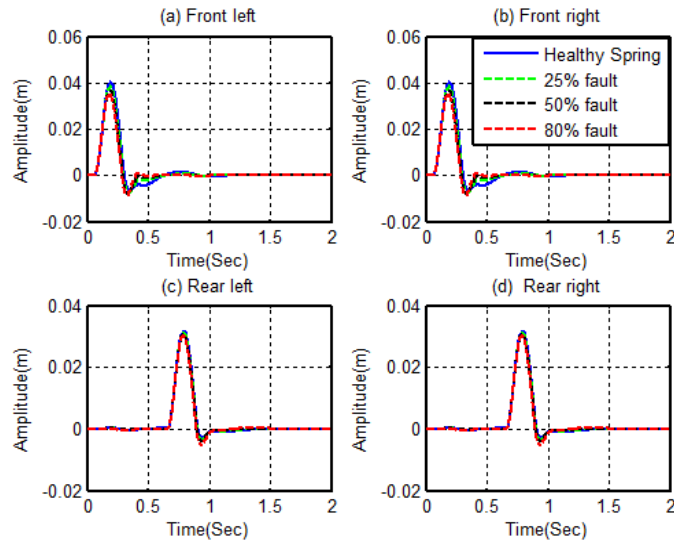 (a) Front left
(b) Front right
0.06
0.04
0.02
0
-0.02
Amplitude(m)
0
0.5
1
1.5
2
Time(Sec)
0.06
0.04
0.02
0
-0.02
Amplitude(m)
Healthy Spring
25% fault
50% fault
80% fault
0
0.5
1
1.5
2
Time(Sec)
(c) Rear left
(d) Rear right
0.04
0.02
0
-0.02
Amplitude(m)
0
0.5
1
1.5
2
Time(Sec)
0.04
0.02
0
-0.02
Amplitude(m)
0
0.5
1
1.5
2
Time(Sec)